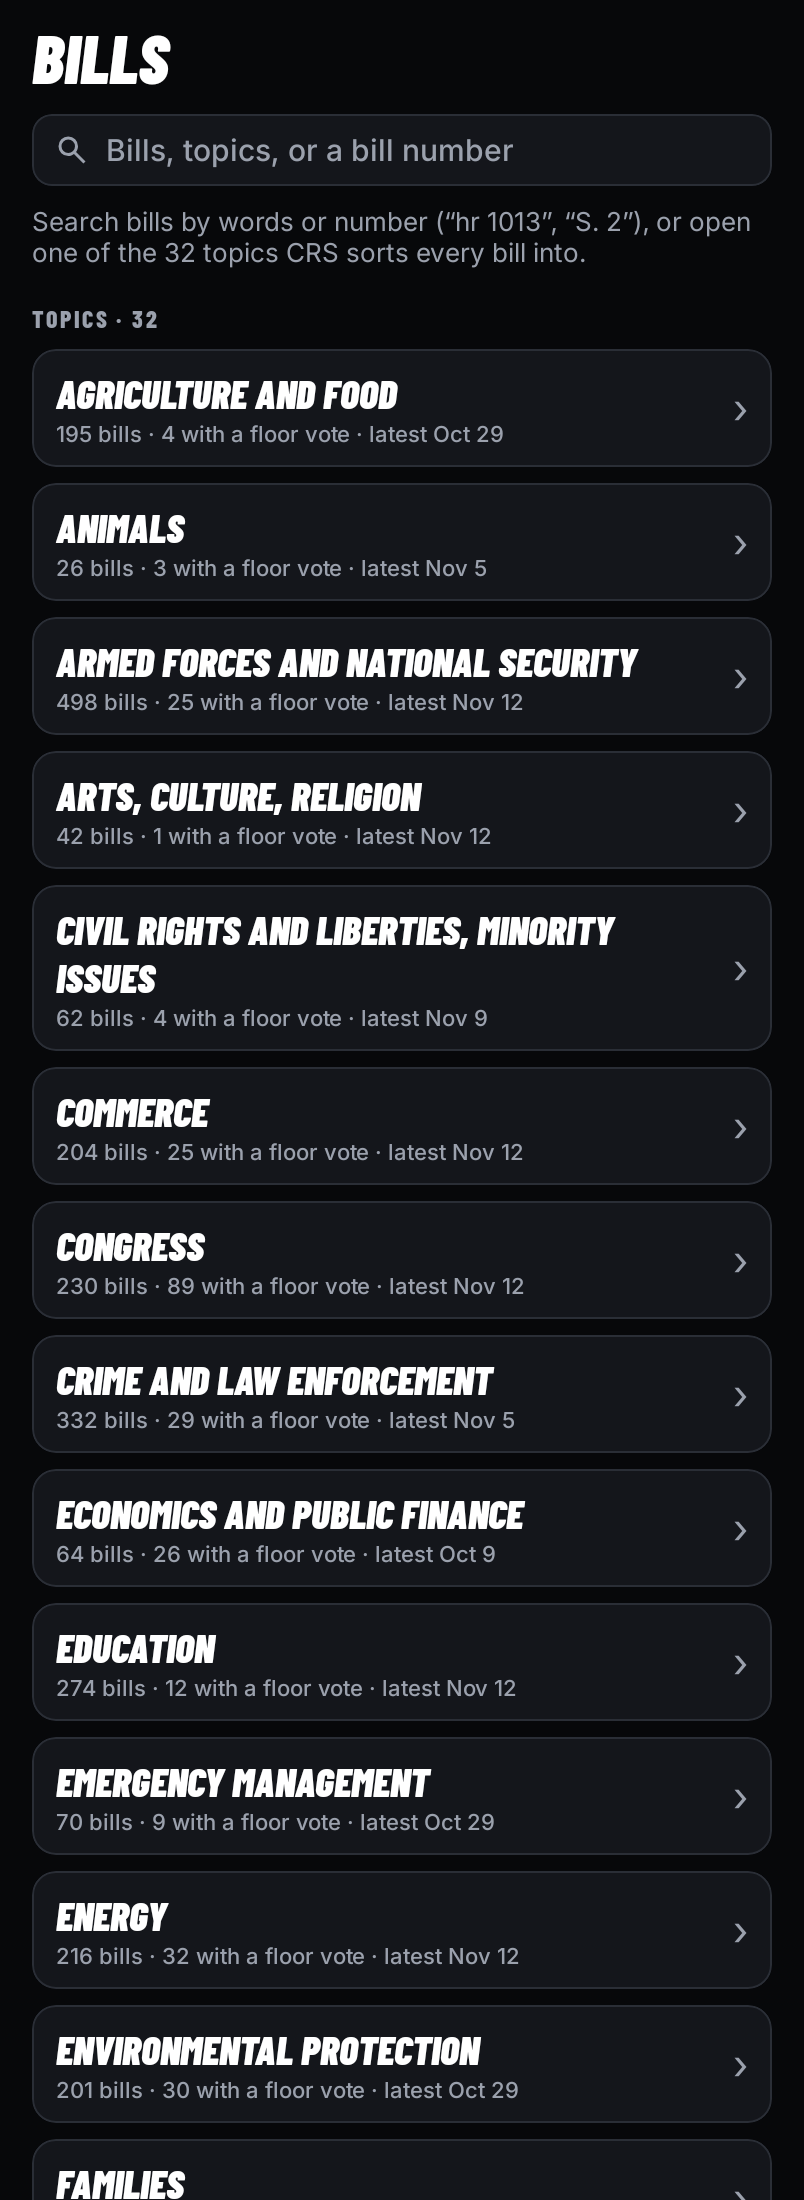 BILLS
Bills, topics, or a bill number
Search bills by words or number (“hr 1013”, “S. 2”), or open
one of the 32 topics CRS sorts every bill into.
TOPICS · 32
AGRICULTURE AND FOOD
195 bills · 4 with a floor vote · latest Oct 29
ANIMALS
26 bills · 3 with a floor vote · latest Nov 5
ARMED FORCES AND NATIONAL SECURITY
498 bills · 25 with a floor vote · latest Nov 12
ARTS, CULTURE, RELIGION
42 bills · 1 with a floor vote · latest Nov 12
CIVIL RIGHTS AND LIBERTIES, MINORITY
ISSUES
62 bills · 4 with a floor vote · latest Nov 9
COMMERCE
204 bills · 25 with a floor vote · latest Nov 12
CONGRESS
230 bills · 89 with a floor vote · latest Nov 12
CRIME AND LAW ENFORCEMENT
332 bills · 29 with a floor vote · latest Nov 5
ECONOMICS AND PUBLIC FINANCE
64 bills · 26 with a floor vote · latest Oct 9
EDUCATION
274 bills · 12 with a floor vote · latest Nov 12
EMERGENCY MANAGEMENT
70 bills · 9 with a floor vote · latest Oct 29
ENERGY
216 bills · 32 with a floor vote · latest Nov 12
ENVIRONMENTAL PROTECTION
201 bills · 30 with a floor vote · latest Oct 29
FAMILIES